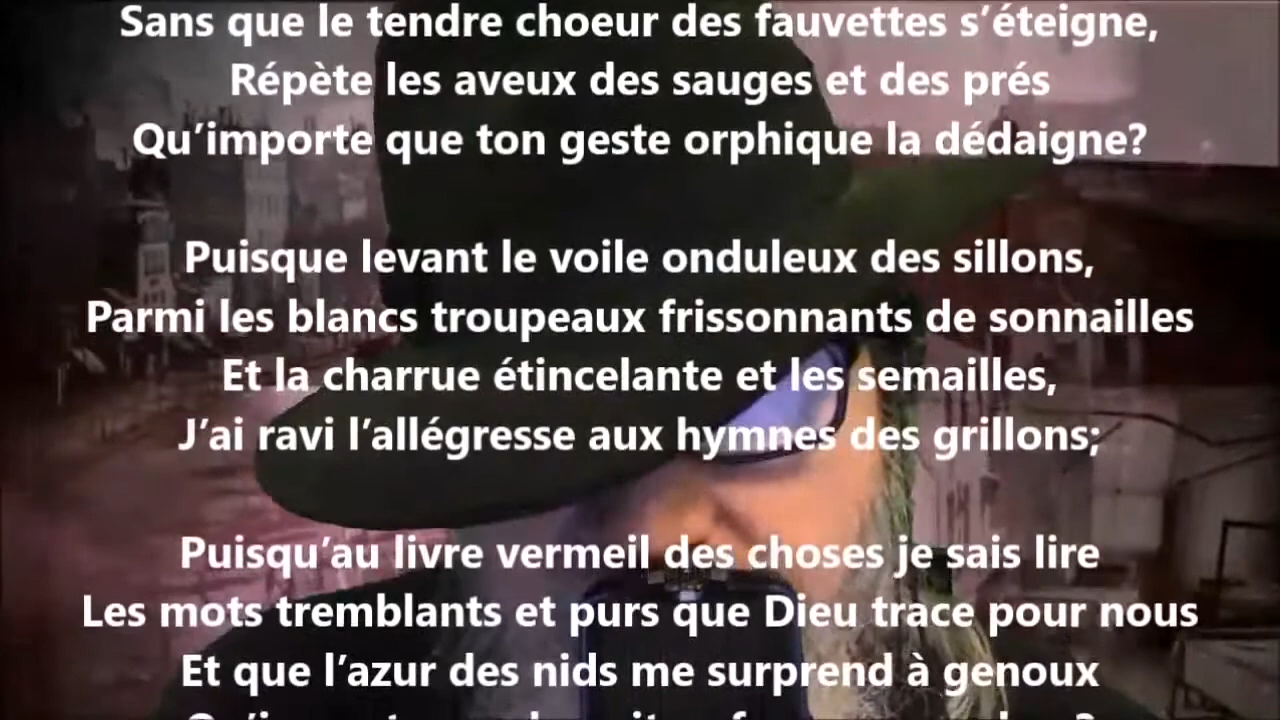 Sans que le tendre choeur des fauvettes s’éteigne,
Répète les aveux des sauges et des prés
Qu’importe que ton geste orphique la dédaigne?
Puisque levant le voile onduleux des sillons,
Parmi les blancs troupeaux frissonnants de sonnailles
Et la charrue étincelante et les semailles,
J’ai ravi l’allégresse aux hymnes des grillons;
Puisqu’au livre vermeil des choses je sais lire
Les mots tremblants et purs que Dieu trace pour nous
Et que l’azur des nids me surprend à genoux